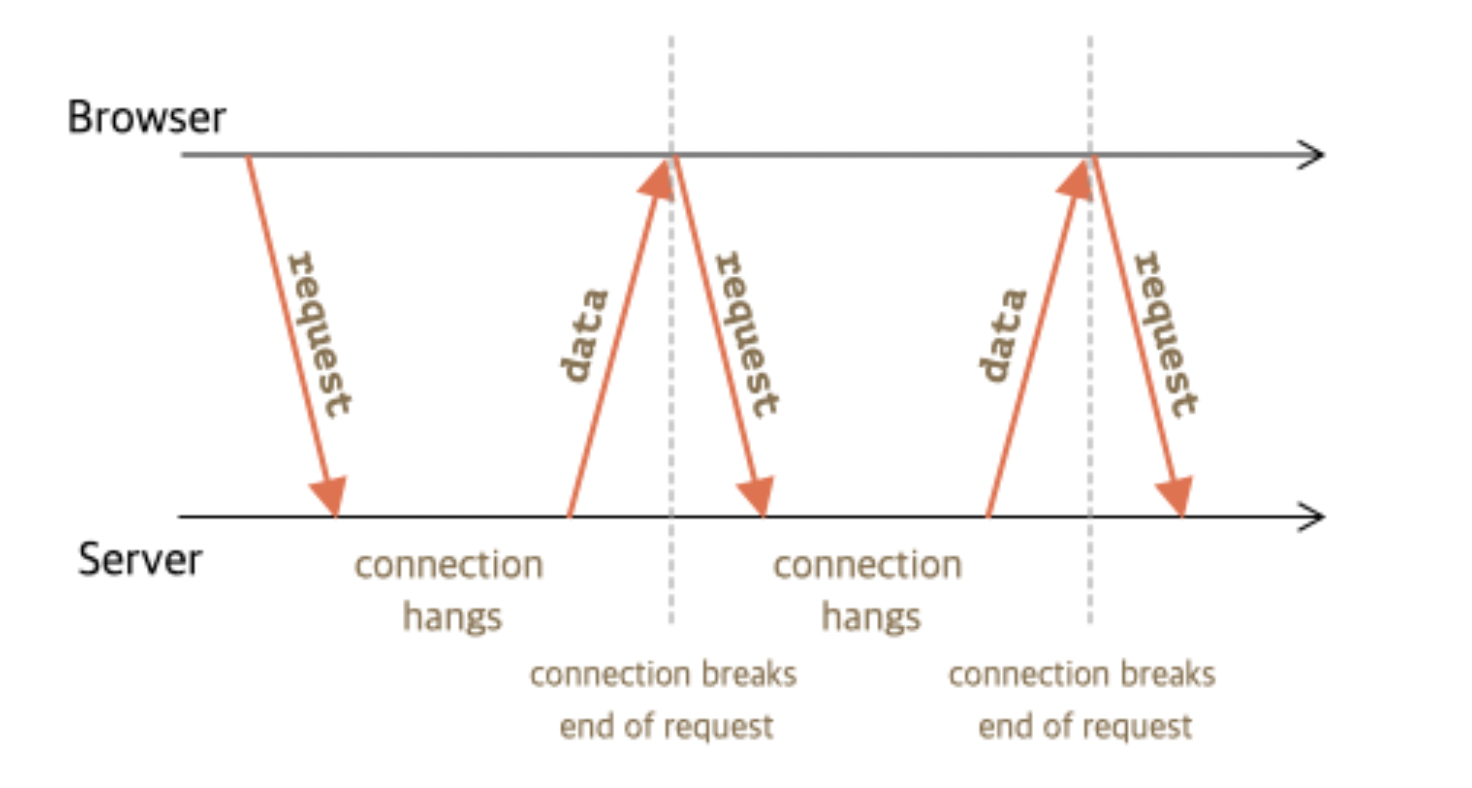 Browser
request
data
request
data
request
Server
connection
hangs
connection
hangs
connection breaks
end of request
connection breaks
end of request